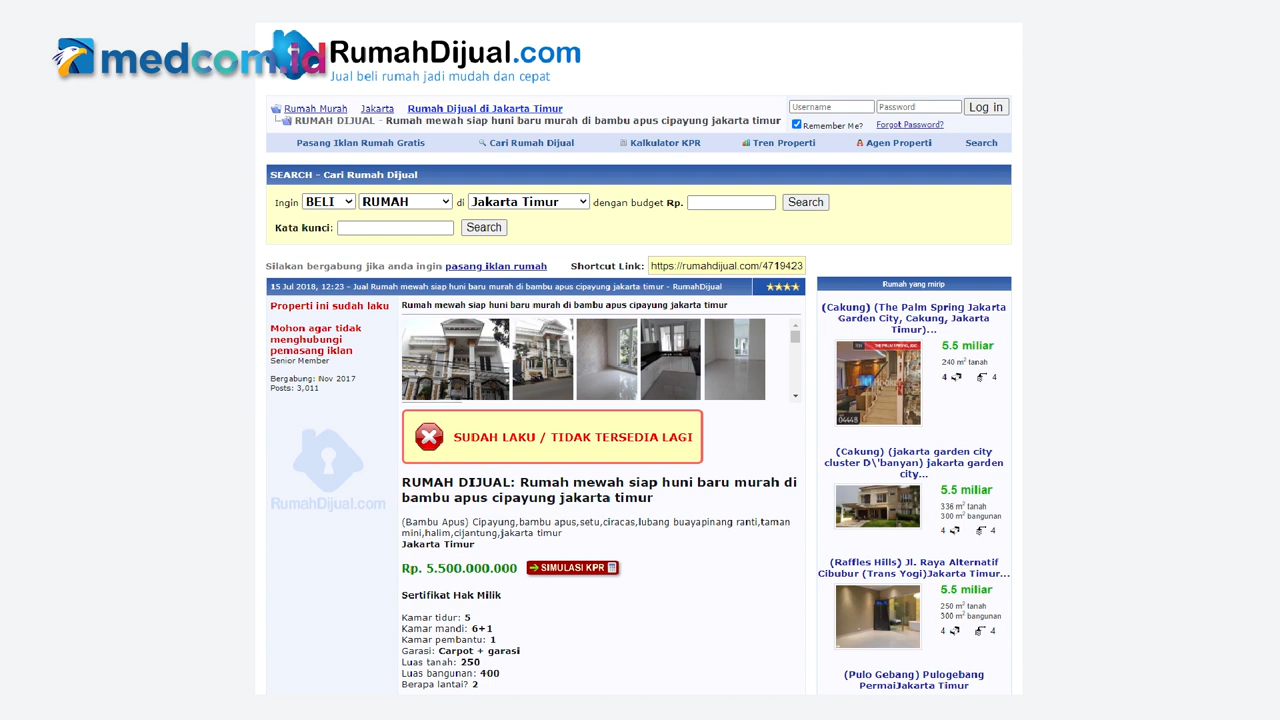 medcom.id
RumahDijual.com
Jual beli rumah jadi mudah dan cepat
Rumah Murah Jakarta Rumah Dijual di Jakarta Timur
RUMAH DIJUAL - Rumah mewah siap huni baru murah di bambu apus cipayung jakarta timur
Username Password Log in
Remember Me? Forgot Password?
Pasang Iklan Rumah Gratis Cari Rumah Dijual Kalkulator KPR Tren Properti Agen Properti Search
SEARCH - Cari Rumah Dijual
Ingin BELI RUMAH di Jakarta Timur dengan budget Rp. Search
Kata kunci: Search
Silakan bergabung jika anda ingin pasang iklan rumah Shortcut Link: https://rumahdijual.com/4719423
15 Jul 2018, 12:23 - Jual Rumah mewah siap huni baru murah di bambu apus cipayung jakarta timur - RumahDijual
Properti ini sudah laku
Mohon agar tidak
menghubungi
pemasang iklan
Senior Member
Bergabung: Nov 2017
Posts: 3,011
RumahDijual.com
Rumah mewah siap huni baru murah di bambu apus cipayung jakarta timur
SUDAH LAKU / TIDAK TERSEDIA LAGI
RUMAH DIJUAL: Rumah mewah siap huni baru murah di
bambu apus cipayung jakarta timur
(Bambu Apus) Cipayung,bambu apus,setu,ciracas,lubang buayapinang ranti,taman
mini,halim,cijantung,jakarta timur
Jakarta Timur
Rp. 5.500.000.000 SIMULASI KPR
Sertifikat Hak Milik
Kamar tidur: 5
Kamar mandi: 6+1
Kamar pembantu: 1
Garasi: Carpot + garasi
Luas tanah: 250
Luas bangunan: 400
Berapa lantai? 2
Rumah yang mirip
(Cakung) (The Palm Spring Jakarta
Garden City, Cakung, Jakarta
Timur)...
5.5 miliar
240 m² tanah
4 4
04445
(Cakung) (jakarta garden city
cluster D\'banyan) jakarta garden
city...
5.5 miliar
336 m² tanah
300 m² bangunan
4 4
(Raffles Hills) Jl. Raya Alternatif
Cibubur (Trans Yogi)Jakarta Timur...
5.5 miliar
250 m² tanah
300 m² bangunan
4 4
(Pulo Gebang) Pulogebang
PermaiJakarta Timur